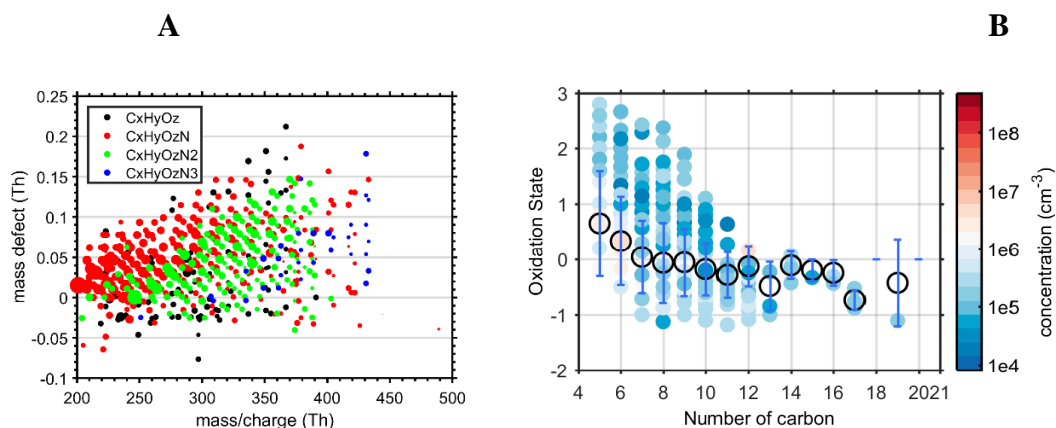 A
B
0.25
0.2
0.15
0.1
0.05
0
-0.05
-0.1
mass defect (Th)
CxHyOz
CxHyOzN
CxHyOzN2
CxHyOzN3
200 250 300 350 400 450 500
mass/charge (Th)
3
2
1
0
-1
-2
Oxidation State
4 6 8 10 12 14 16 18 2021
Number of carbon
1e8
1e7
1e6
1e5
1e4
concentration (cm-3)